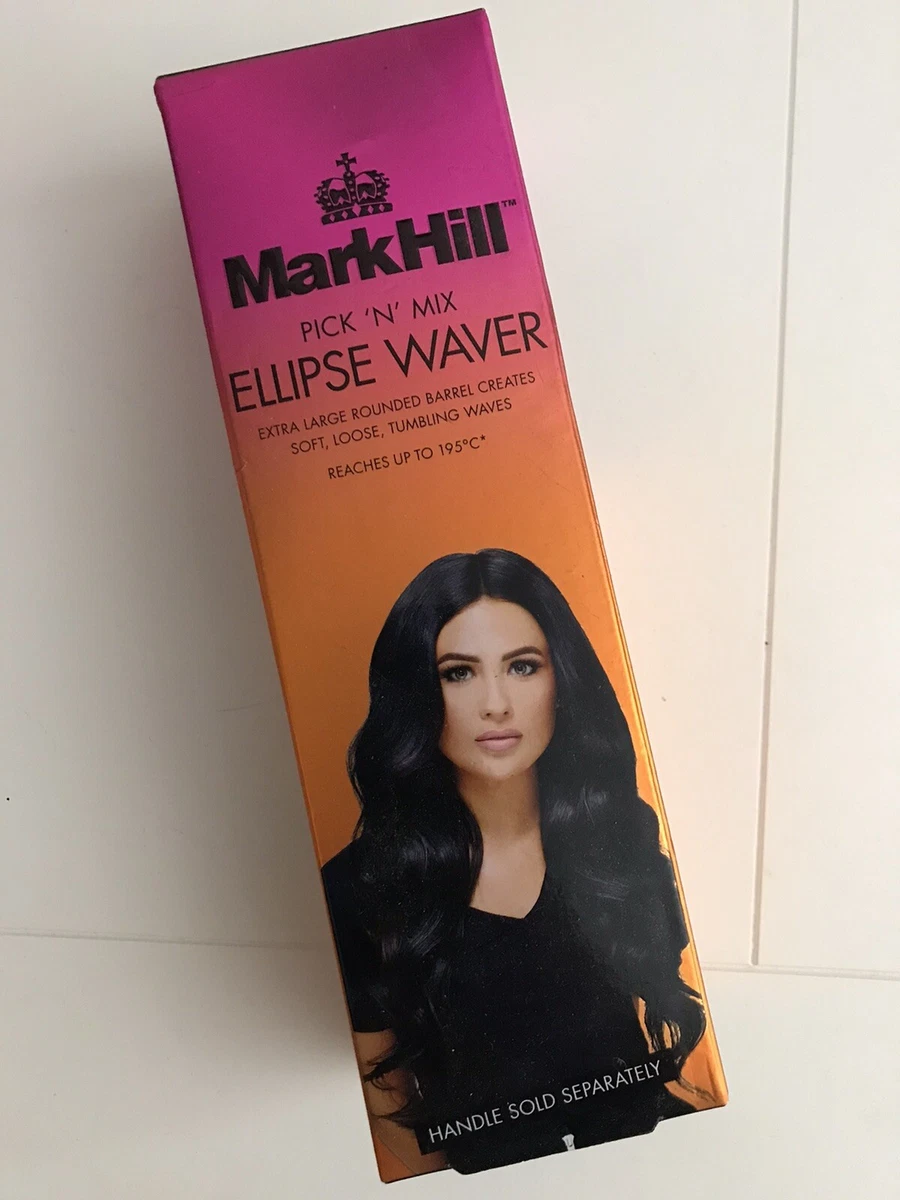 MarkHill™
PICK 'N' MIX
ELLIPSE WAVER
EXTRA LARGE ROUNDED BARREL CREATES
SOFT, LOOSE, TUMBLING WAVES
REACHES UP TO 195°C*
HANDLE SOLD SEPARATELY